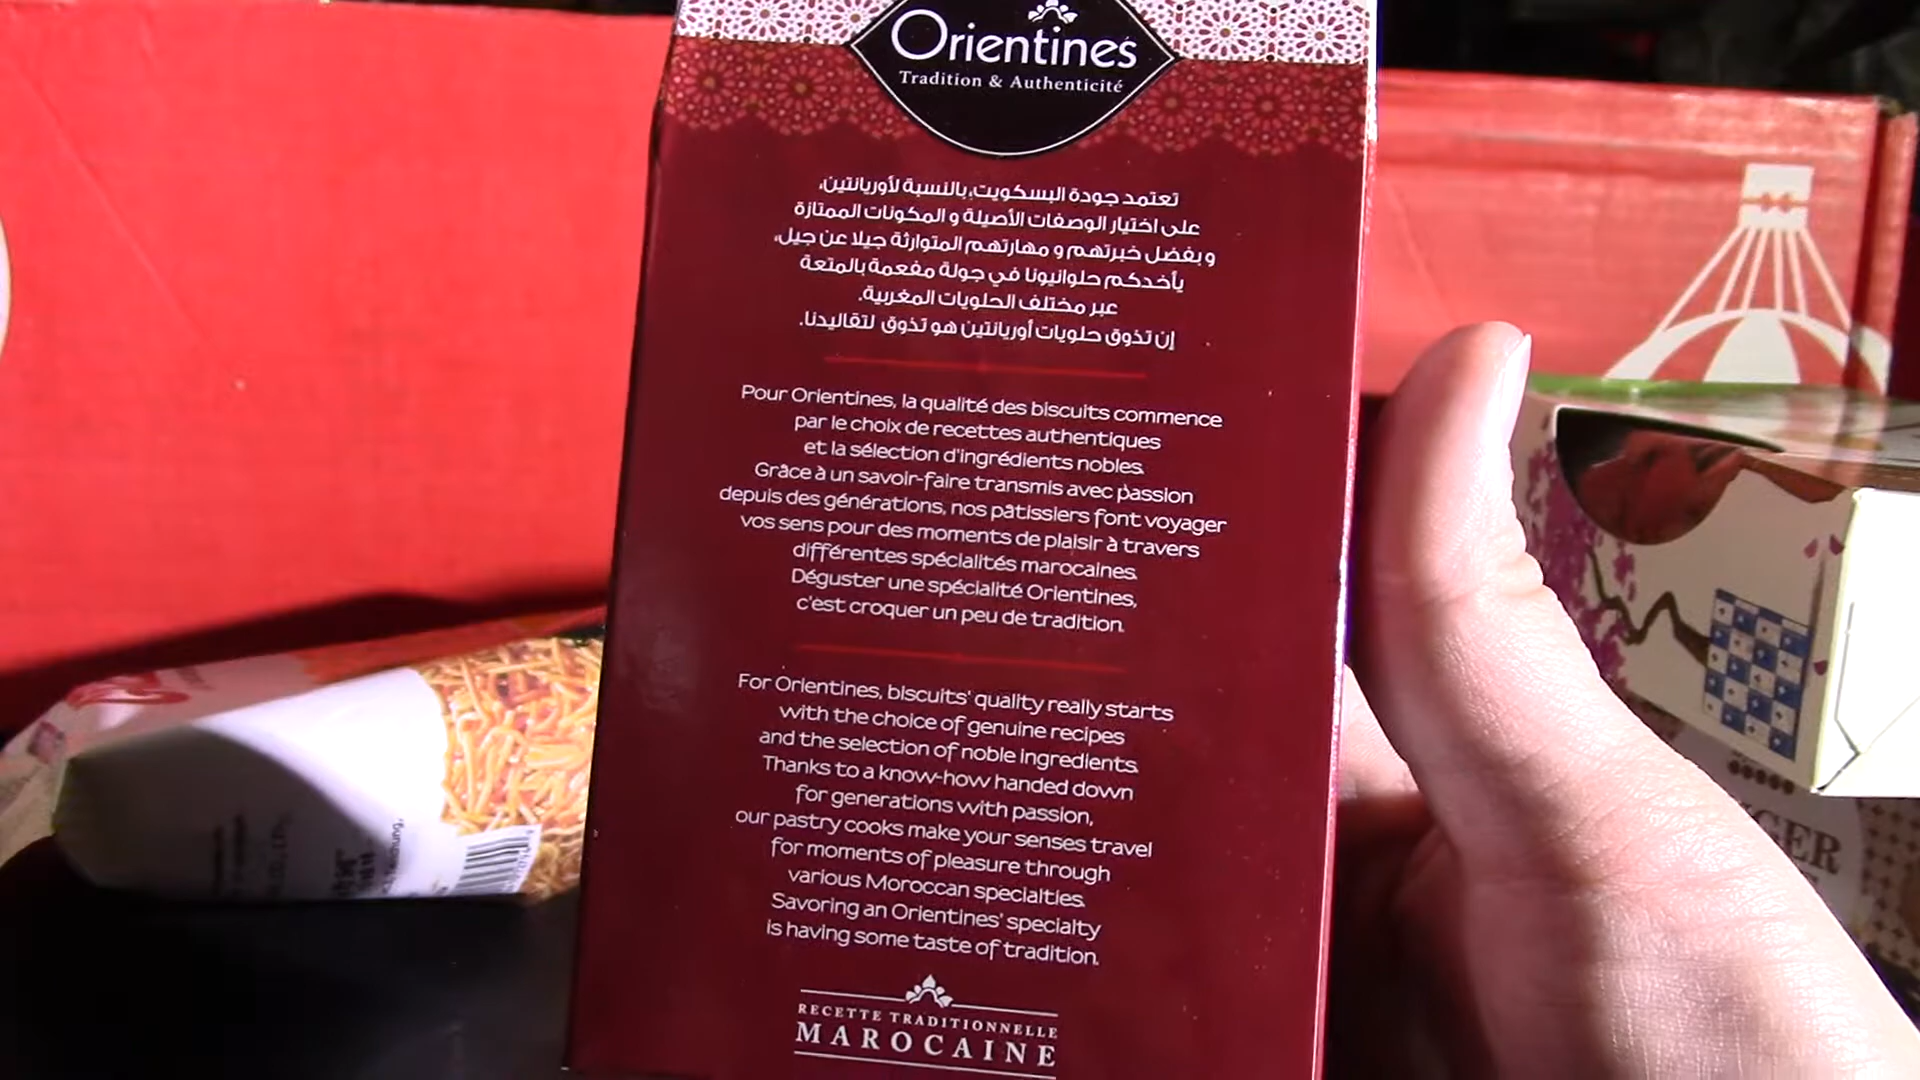 Orientines
Tradition & Authenticité
تعتمد جودة البسكويت، بالنسبة لأوريانتين،
على اختيار الوصفات الأصيلة و المكونات الممتازة
و بفضل خبرتهم و مهارتهم المتوارثة جيلا عن جيل،
يأخدكم حلوانيونا في جولة مفعمة بالمتعة
عبر مختلف الحلويات المغربية.
إن تذوق حلويات أوريانتين هو تذوق لتقاليدنا.
Pour Orientines, la qualité des biscuits commence
par le choix de recettes authentiques
et la sélection d'ingrédients nobles.
Grâce à un savoir-faire transmis avec passion
depuis des générations, nos pâtissiers font voyager
vos sens pour des moments de plaisir à travers
différentes spécialités marocaines.
Déguster une spécialité Orientines,
c'est croquer un peu de tradition.
For Orientines, biscuits' quality really starts
with the choice of genuine recipes
and the selection of noble ingredients.
Thanks to a know-how handed down
for generations with passion,
our pastry cooks make your senses travel
for moments of pleasure through
various Moroccan specialties.
Savoring an Orientines' specialty
is having some taste of tradition.
RECETTE TRADITIONNELLE
MAROCAINE